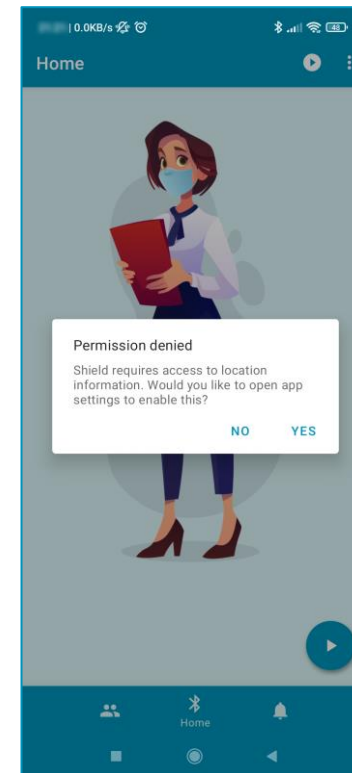 | 0.0KB/s 48
Home
Permission denied
Shield requires access to location
information. Would you like to open app
settings to enable this?
NO YES
Home